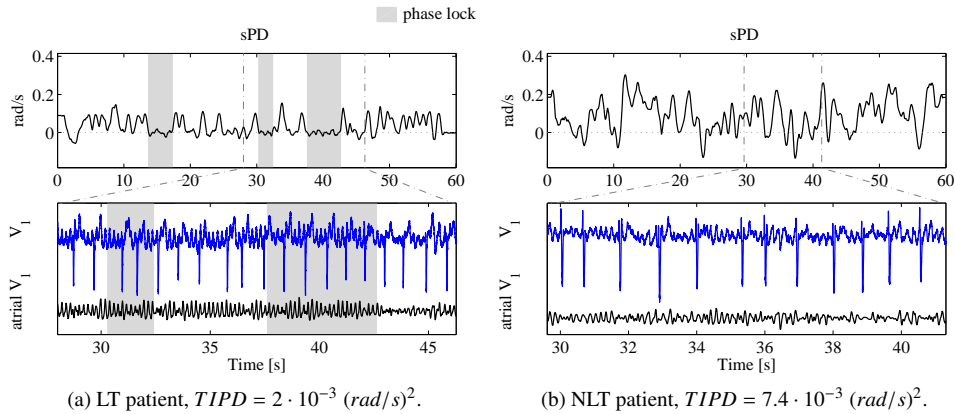 phase lock
sPD
sPD
rad/s
0.4
0.2
0
0 10 20 30 40 50 60
rad/s
0.4
0.2
0
0 10 20 30 40 50 60
V1
atrial V1
30 35 40 45
Time [s]
V1
atrial V1
30 32 34 36 38 40
Time [s]
(a) LT patient, TIPD = 2 · 10⁻³ (rad/s)².
(b) NLT patient, TIPD = 7.4 · 10⁻³ (rad/s)².